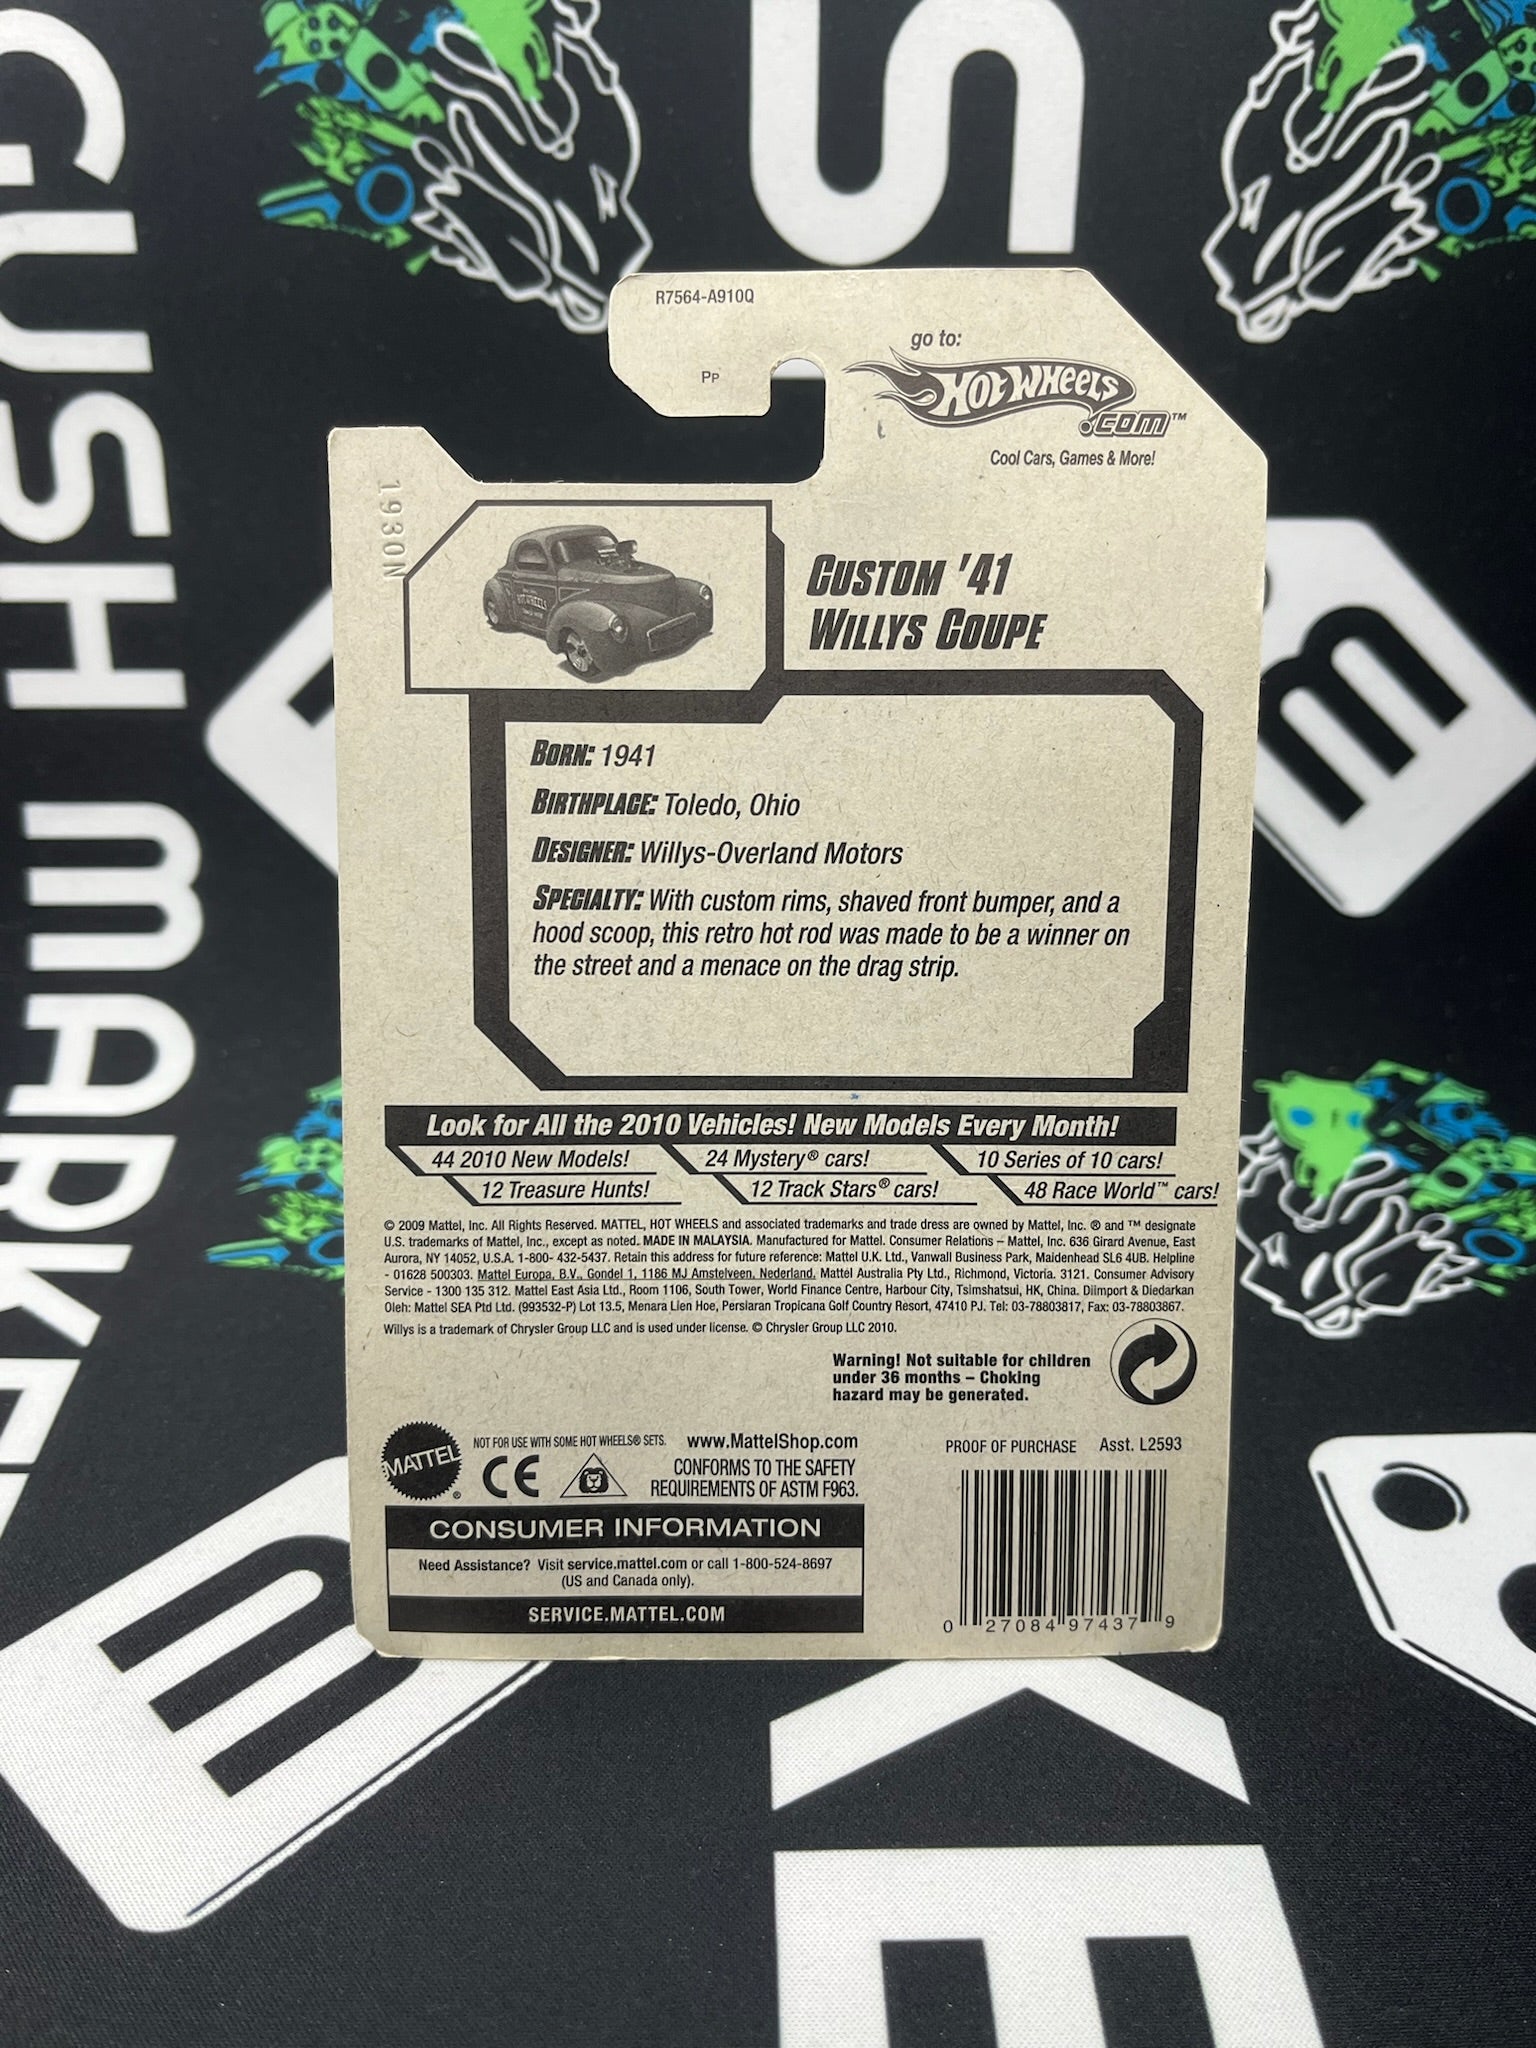 R7564-A910Q
Pp
go to:
HOT WHEELS
.COM™
Cool Cars, Games & More!
1930N
HOT WHEELS
CUSTOM '41
WILLYS COUPE
BORN: 1941
BIRTHPLACE: Toledo, Ohio
DESIGNER: Willys-Overland Motors
SPECIALTY: With custom rims, shaved front bumper, and a
hood scoop, this retro hot rod was made to be a winner on
the street and a menace on the drag strip.
Look for All the 2010 Vehicles! New Models Every Month!
44 2010 New Models!
24 Mystery® cars!
10 Series of 10 cars!
12 Treasure Hunts!
12 Track Stars® cars!
48 Race World™ cars!
© 2009 Mattel, Inc. All Rights Reserved. MATTEL, HOT WHEELS and associated trademarks and trade dress are owned by Mattel, Inc. ® and ™ designate
U.S. trademarks of Mattel, Inc., except as noted. MADE IN MALAYSIA. Manufactured for Mattel. Consumer Relations – Mattel, Inc. 636 Girard Avenue, East
Aurora, NY 14052, U.S.A. 1-800- 432-5437. Retain this address for future reference: Mattel U.K. Ltd., Vanwall Business Park, Maidenhead SL6 4UB. Helpline
- 01628 500303. Mattel Europa, B.V., Gondel 1, 1186 MJ Amstelveen, Nederland. Mattel Australia Pty Ltd., Richmond, Victoria. 3121. Consumer Advisory
Service - 1300 135 312. Mattel East Asia Ltd., Room 1106, South Tower, World Finance Centre, Harbour City, Tsimshatsui, HK, China. Diimport & Diedarkan
Oleh: Mattel SEA Ptd Ltd. (993532-P) Lot 13.5, Menara Lien Hoe, Persiaran Tropicana Golf Country Resort, 47410 PJ. Tel: 03-78803817, Fax: 03-78803867.
Willys is a trademark of Chrysler Group LLC and is used under license. © Chrysler Group LLC 2010.
Warning! Not suitable for children
under 36 months – Choking
hazard may be generated.
MATTEL®
NOT FOR USE WITH SOME HOT WHEELS® SETS. www.MattelShop.com
CE
CONFORMS TO THE SAFETY
REQUIREMENTS OF ASTM F963.
PROOF OF PURCHASE Asst. L2593
CONSUMER INFORMATION
Need Assistance? Visit service.mattel.com or call 1-800-524-8697
(US and Canada only).
SERVICE.MATTEL.COM
0 27084 97437 9
GUSH MARKE